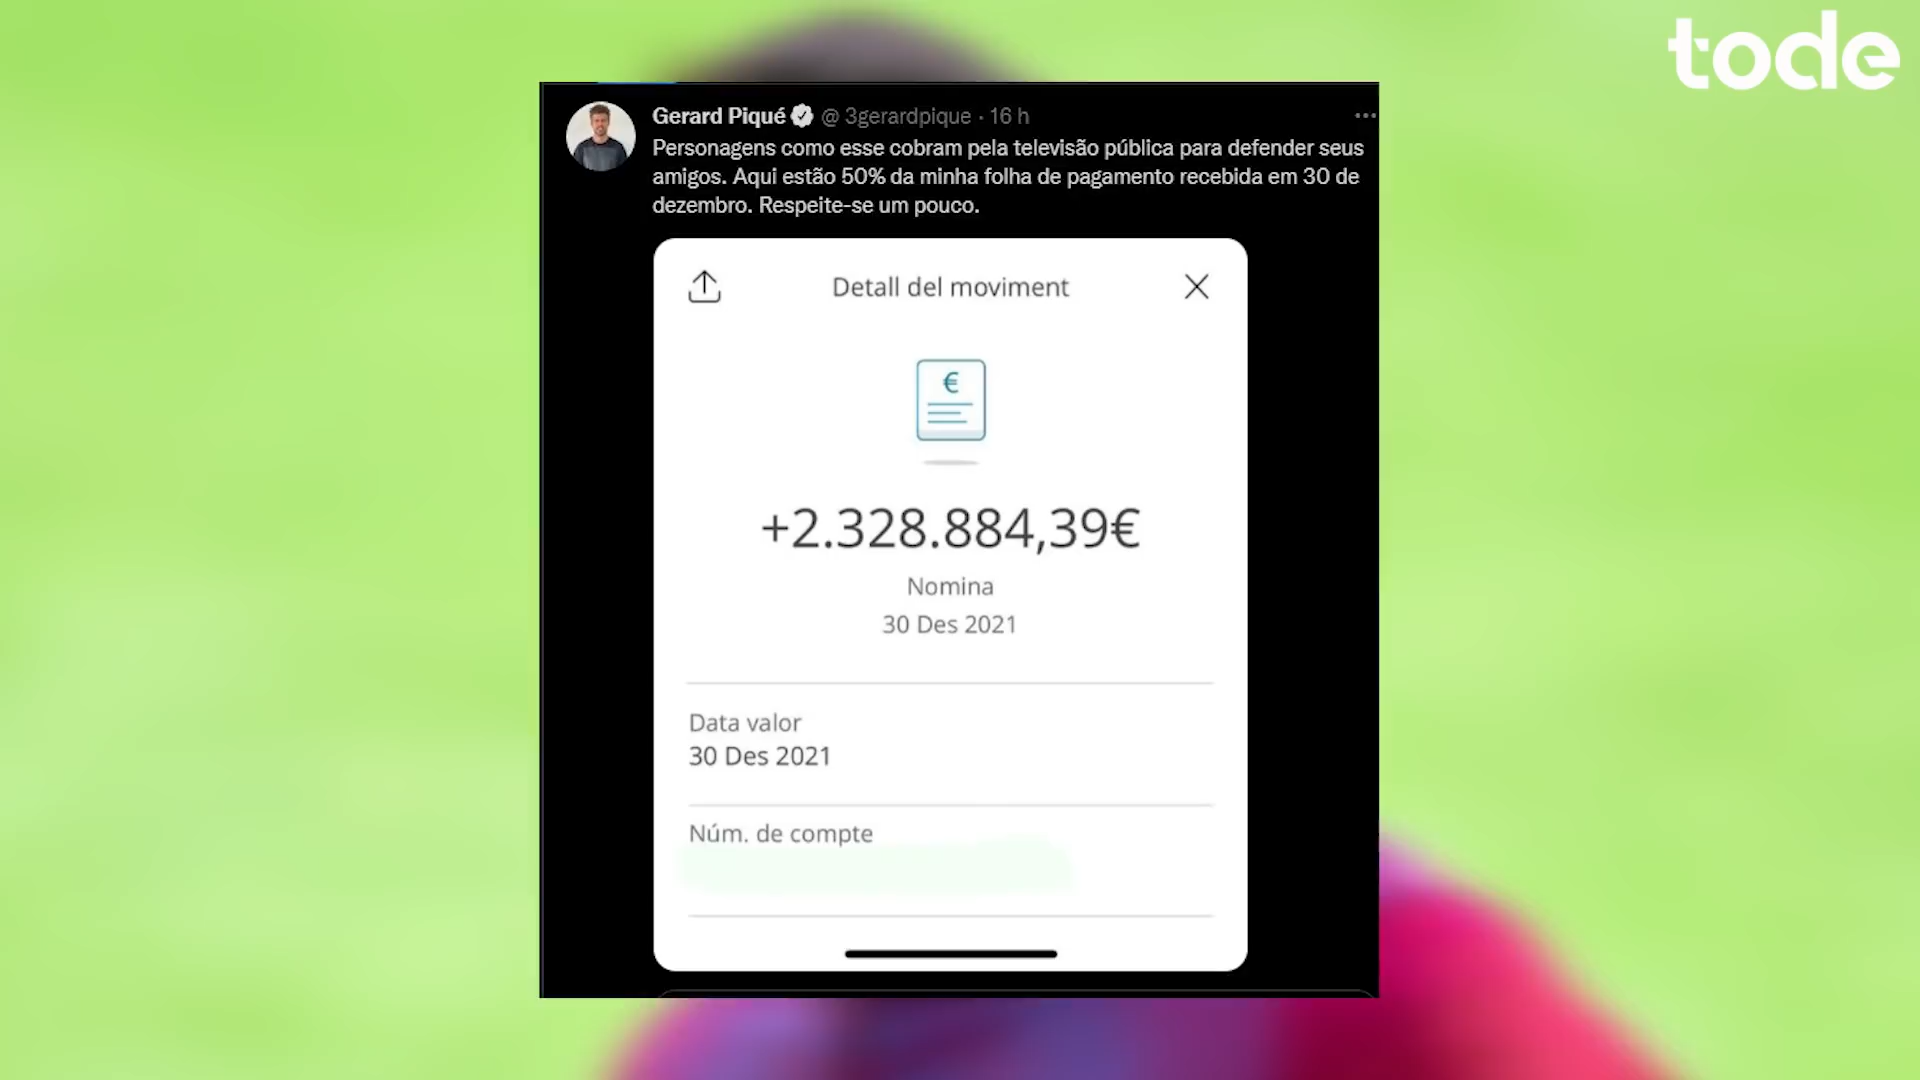 tode
Gerard Piqué @ 3gerardpique · 16 h
Personagens como esse cobram pela televisão pública para defender seus
amigos. Aqui estão 50% da minha folha de pagamento recebida em 30 de
dezembro. Respeite-se um pouco.
Detall del moviment
€
+2.328.884,39€
Nomina
30 Des 2021
Data valor
30 Des 2021
Núm. de compte